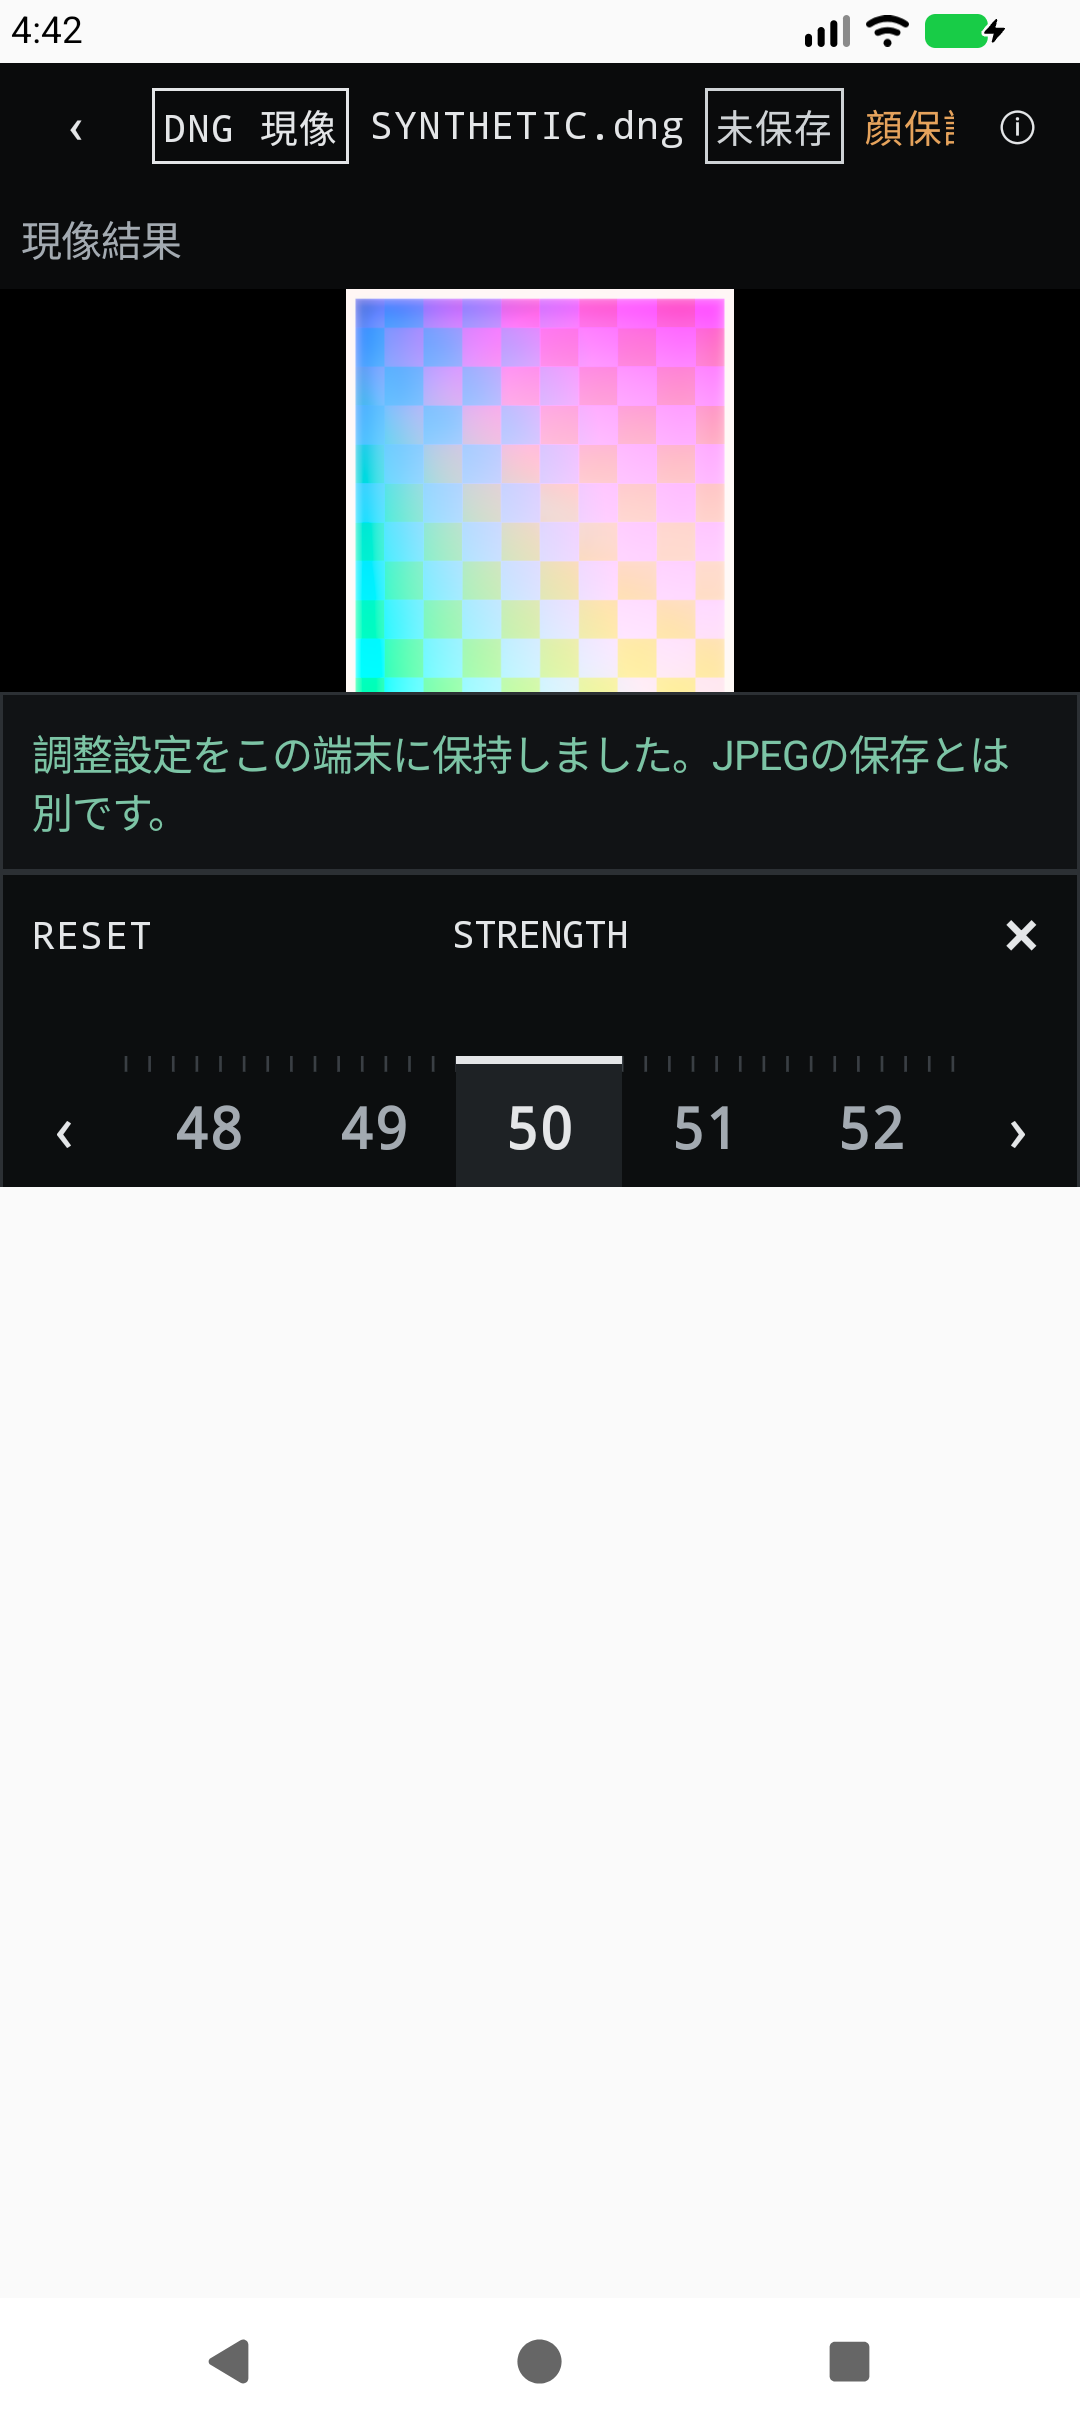 4:42
‹ DNG 現像 SYNTHETIC.dng 未保存 顔保
現像結果
調整設定をこの端末に保持しました。JPEGの保存とは
別です。
RESET STRENGTH ×
‹ 48 49 50 51 52 ›